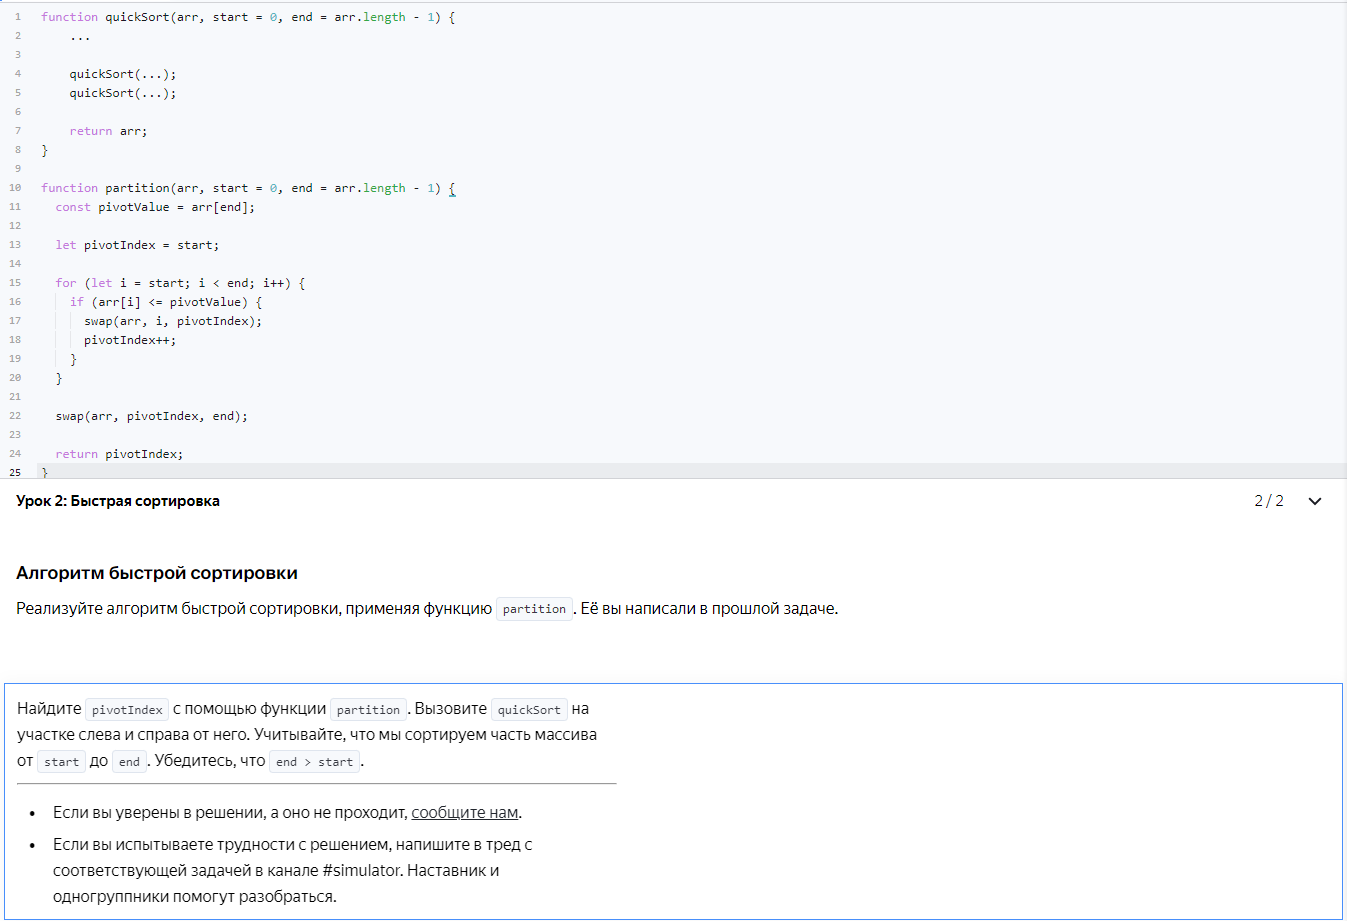 1 function quickSort(arr, start = 0, end = arr.length - 1) {
2 ...
3
4 quickSort(...);
5 quickSort(...);
6
7 return arr;
8 }
9
10 function partition(arr, start = 0, end = arr.length - 1) {
11 const pivotValue = arr[end];
12
13 let pivotIndex = start;
14
15 for (let i = start; i < end; i++) {
16 if (arr[i] <= pivotValue) {
17 swap(arr, i, pivotIndex);
18 pivotIndex++;
19 }
20 }
21
22 swap(arr, pivotIndex, end);
23
24 return pivotIndex;
25 }
Урок 2: Быстрая сортировка 2 / 2
Алгоритм быстрой сортировки
Реализуйте алгоритм быстрой сортировки, применяя функцию partition. Её вы написали в прошлой задаче.
Найдите pivotIndex с помощью функции partition. Вызовите quickSort на
участке слева и справа от него. Учитывайте, что мы сортируем часть массива
от start до end. Убедитесь, что end > start.
• Если вы уверены в решении, а оно не проходит, сообщите нам.
• Если вы испытываете трудности с решением, напишите в тред с
соответствующей задачей в канале #simulator. Наставник и
одногруппники помогут разобраться.